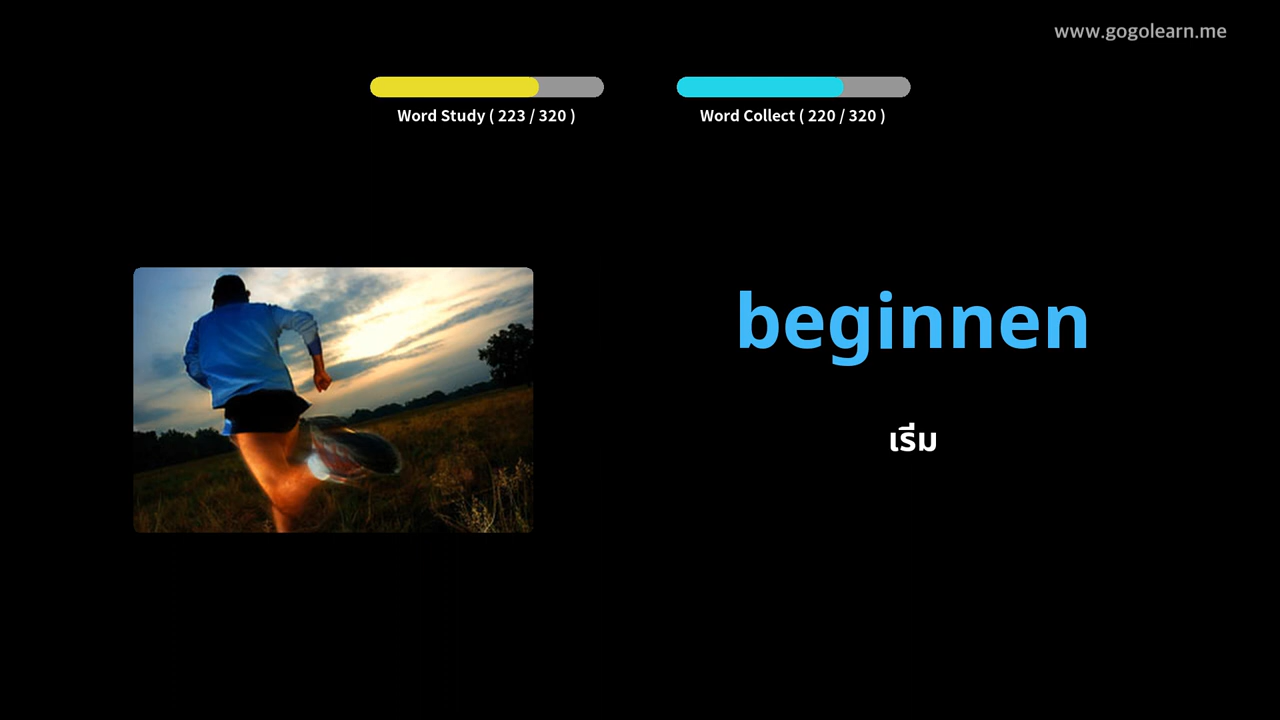 www.gogolearn.me
Word Study ( 223 / 320 )
Word Collect ( 220 / 320 )
beginnen
เริ่ม